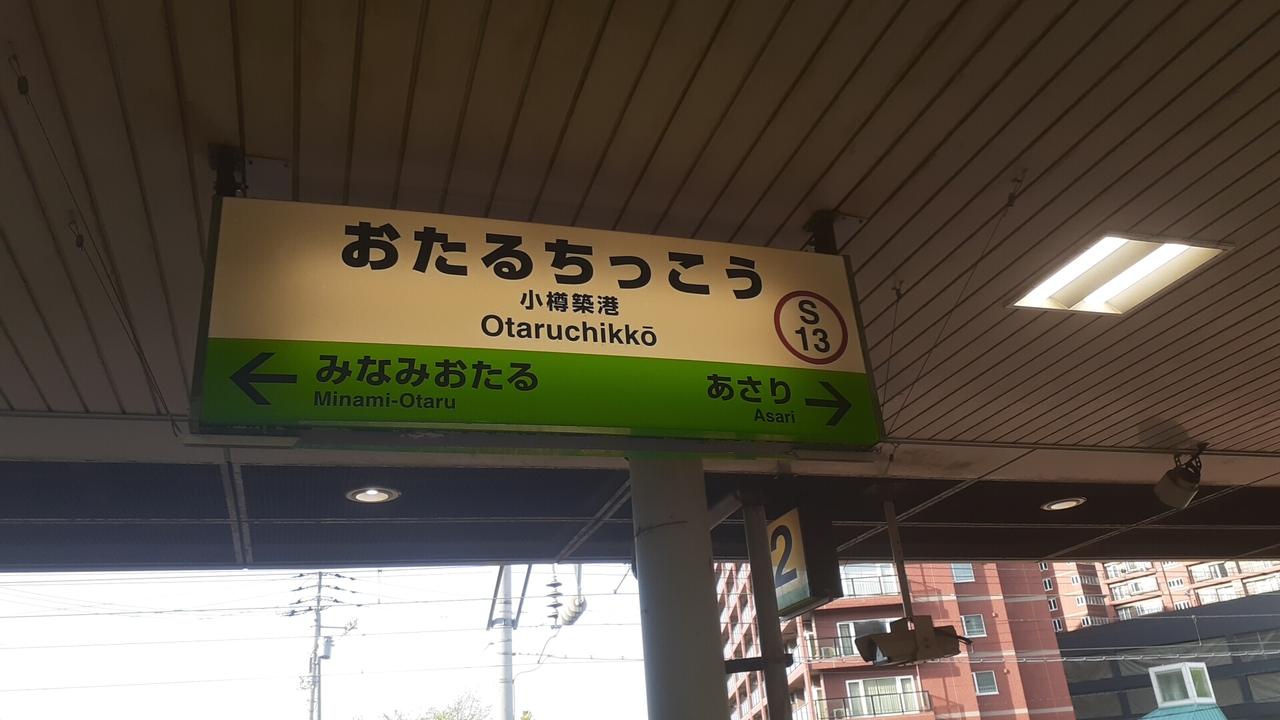 おたるちっこう
小樽築港
Otaruchikkō
S
13
← みなみおたる
Minami-Otaru
あさり →
Asari
2